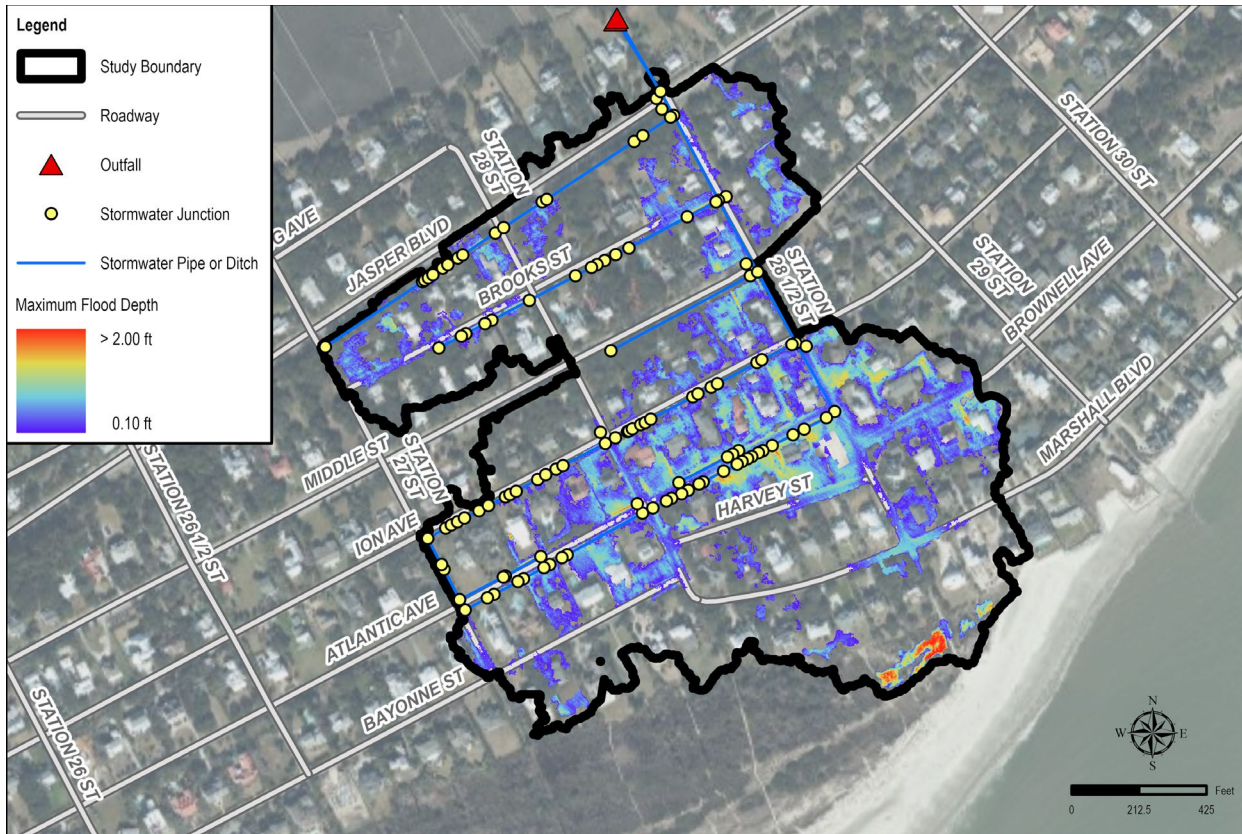 Legend
Study Boundary
Roadway
Outfall
Stormwater Junction
Stormwater Pipe or Ditch
Maximum Flood Depth
> 2.00 ft
0.10 ft
G AVE
JASPER BLVD
STATION
28 ST
BROOKS ST
STATION
28 1/2 ST
STATION 30 ST
STATION
29 ST
BROWNELL AVE
MARSHALL BLVD
MIDDLE ST
STATION
27 ST
ION AVE
HARVEY ST
STATION 26 1/2 ST
ATLANTIC AVE
BAYONNE ST
STATION 26 ST
N
W
E
S
Feet
0
212.5
425